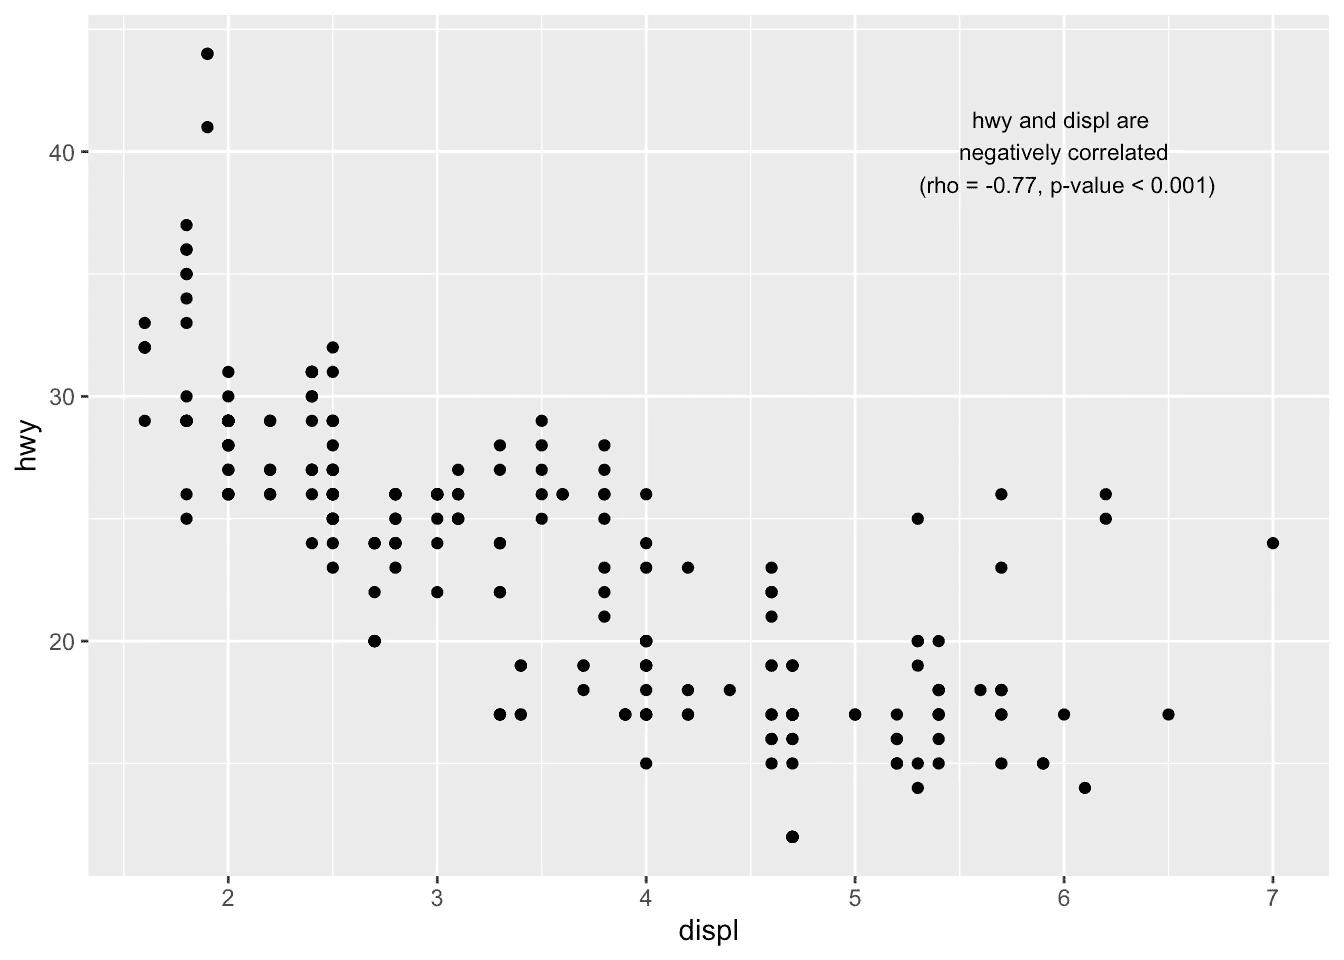 40
30
20
hwy
hwy and displ are
negatively correlated
(rho = -0.77, p-value < 0.001)
2 3 4 5 6 7
displ